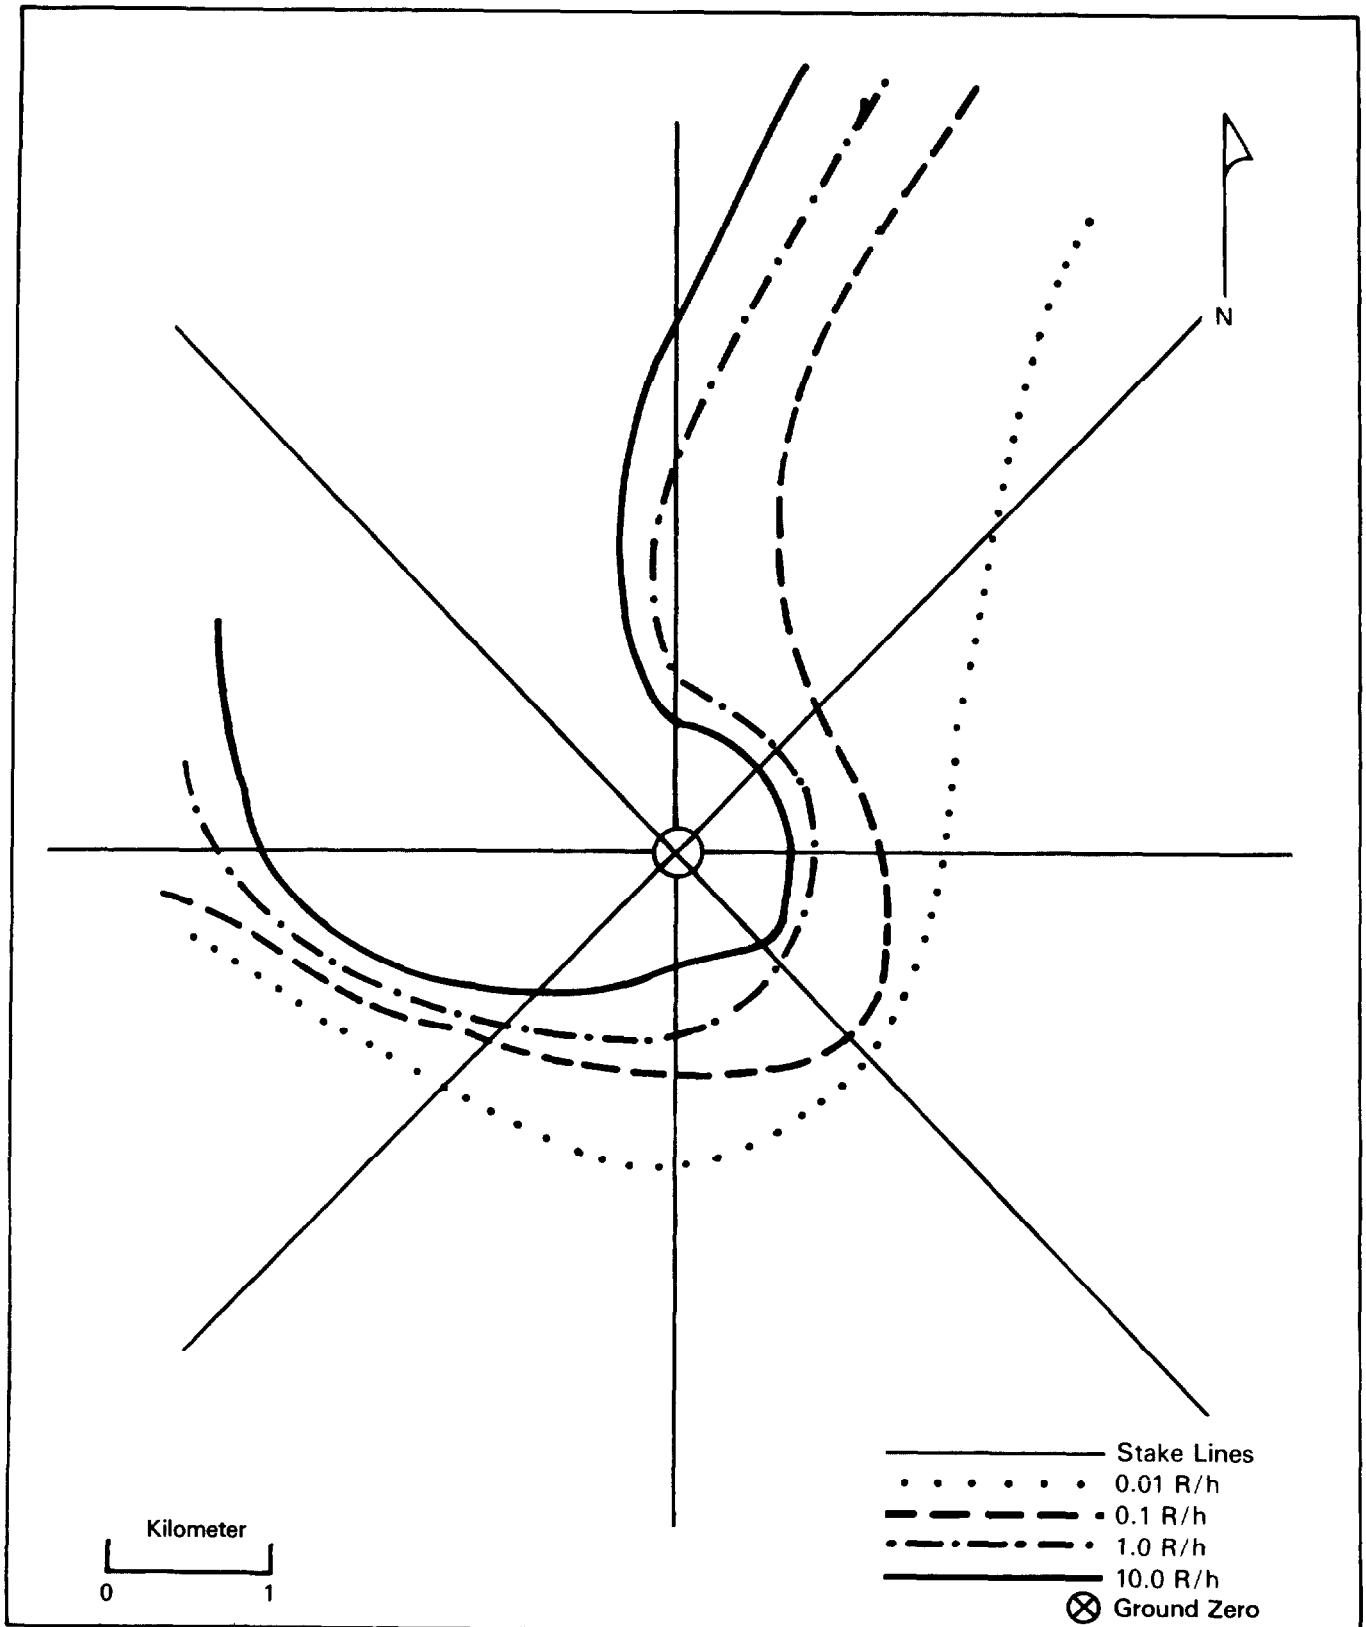 N
Kilometer
0 1
Stake Lines
0.01 R/h
0.1 R/h
1.0 R/h
10.0 R/h
Ground Zero